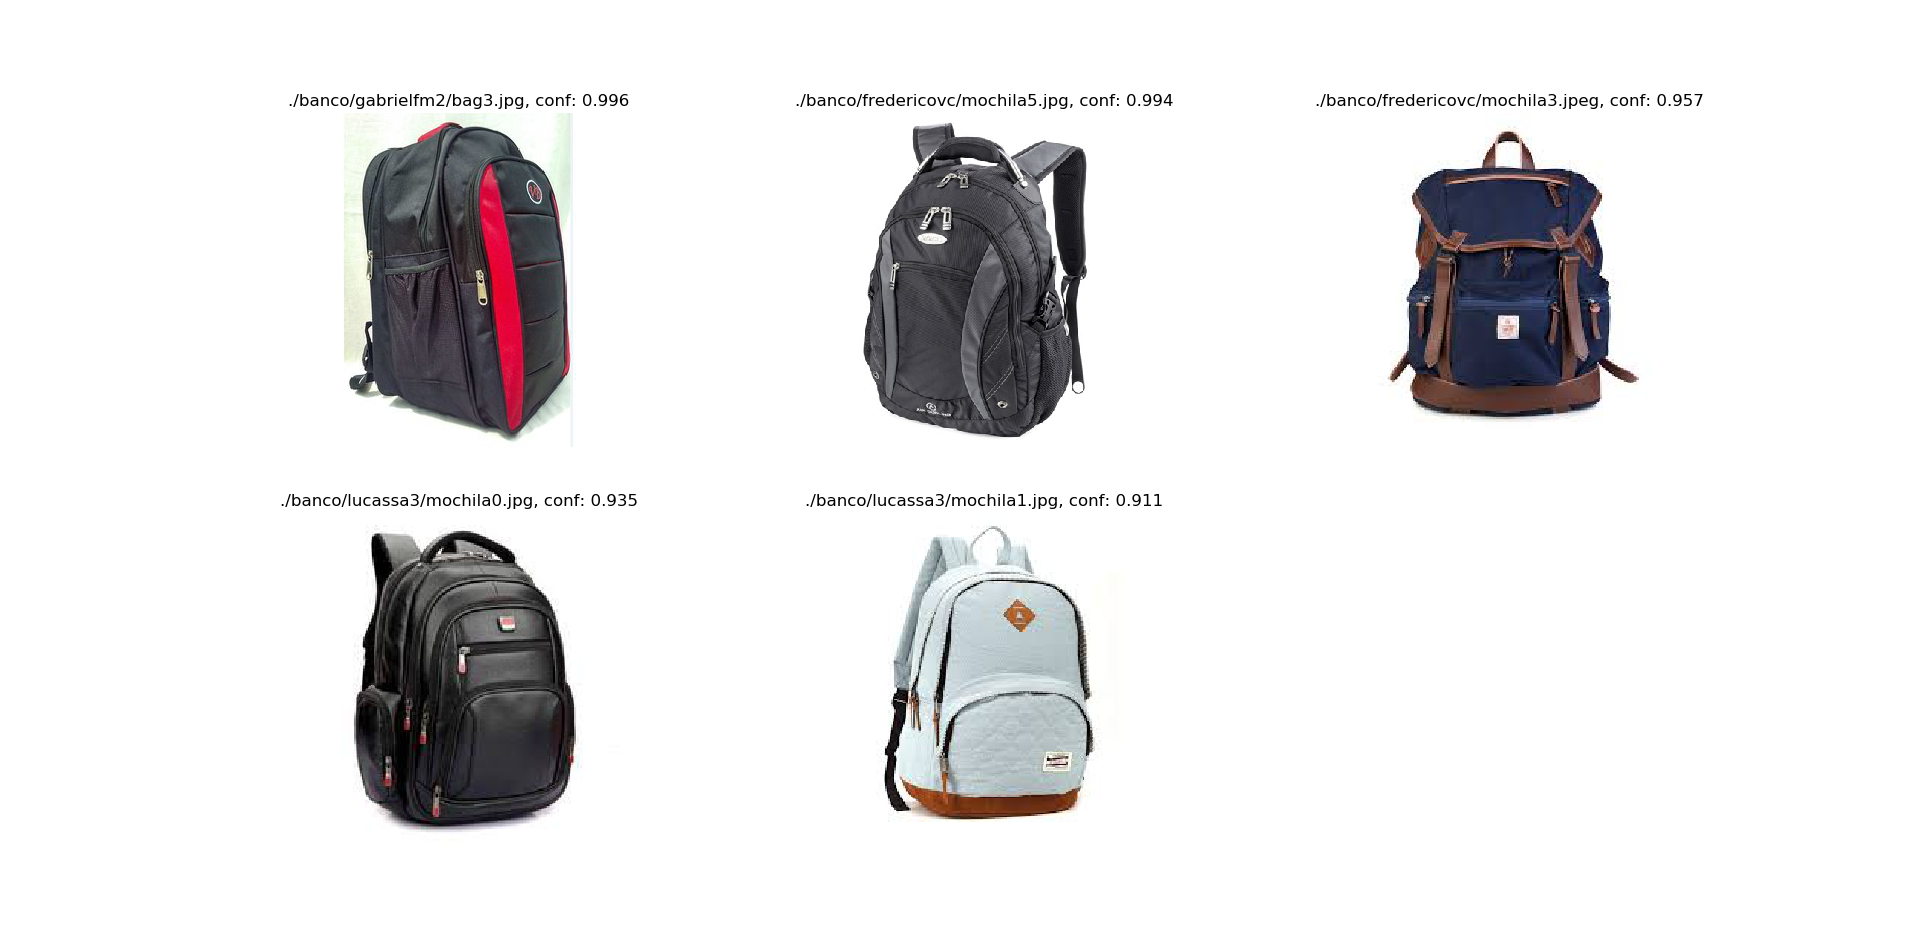 ./banco/gabrielfm2/bag3.jpg, conf: 0.996
./banco/fredericovc/mochila5.jpg, conf: 0.994
./banco/fredericovc/mochila3.jpeg, conf: 0.957
./banco/lucassa3/mochila0.jpg, conf: 0.935
./banco/lucassa3/mochila1.jpg, conf: 0.911